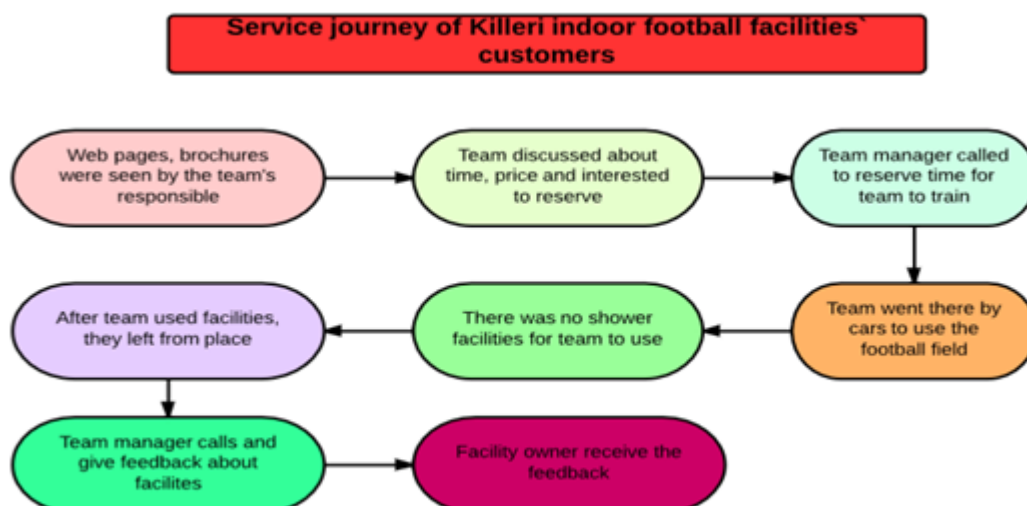 Service journey of Killeri indoor football facilities`
customers
Web pages, brochures
were seen by the team's
responsible
Team discussed about
time, price and interested
to reserve
Team manager called
to reserve time for
team to train
Team went there by
cars to use the
football field
There was no shower
facilities for team to use
After team used facilities,
they left from place
Team manager calls and
give feedback about
facilites
Facility owner receive the
feedback